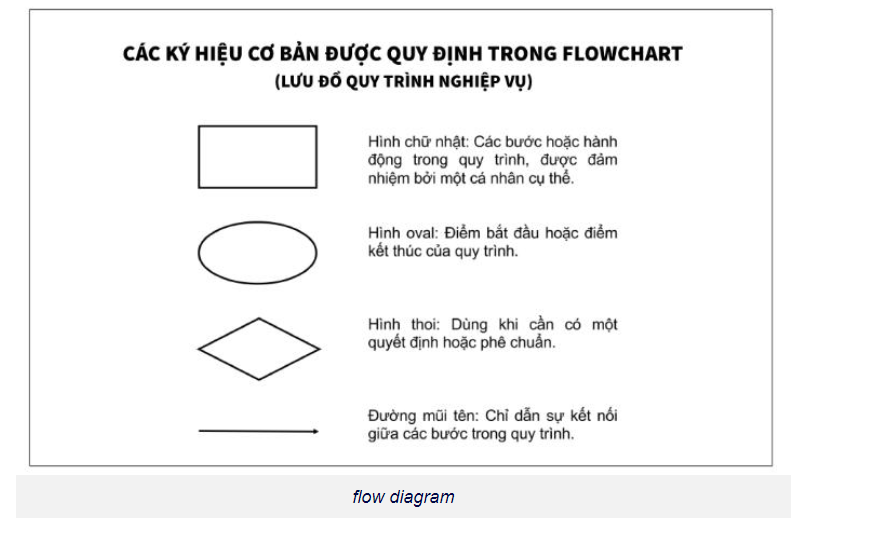 CÁC KÝ HIỆU CƠ BẢN ĐƯỢC QUY ĐỊNH TRONG FLOWCHART
(LƯU ĐỒ QUY TRÌNH NGHIỆP VỤ)
Hình chữ nhật: Các bước hoặc hành
động trong quy trình, được đảm
nhiệm bởi một cá nhân cụ thể.
Hình oval: Điểm bắt đầu hoặc điểm
kết thúc của quy trình.
Hình thoi: Dùng khi cần có một
quyết định hoặc phê chuẩn.
Đường mũi tên: Chỉ dẫn sự kết nối
giữa các bước trong quy trình.
flow diagram